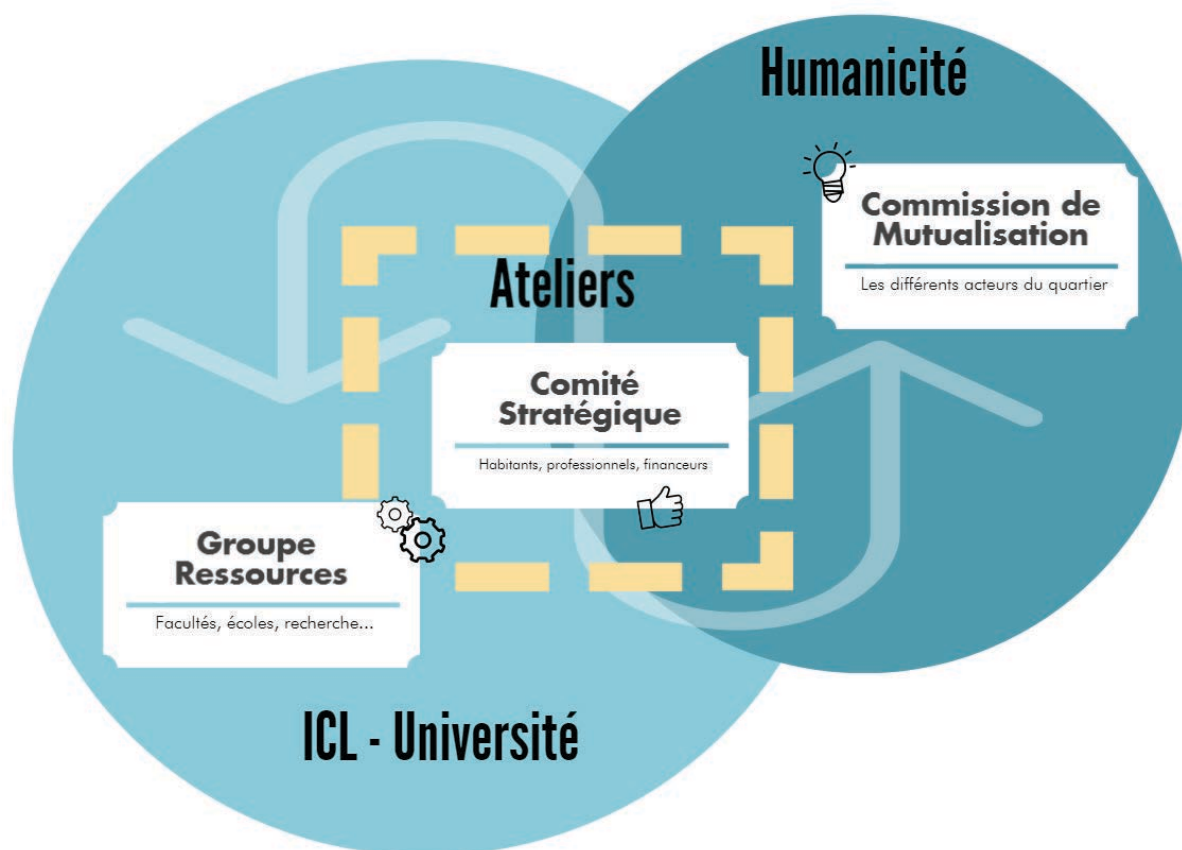 Humanicité
Commission de
Mutualisation
Les différents acteurs du quartier
Ateliers
Comité
Stratégique
Habitants, professionnels, financeurs
Groupe
Ressources
Facultés, écoles, recherche...
ICL - Université